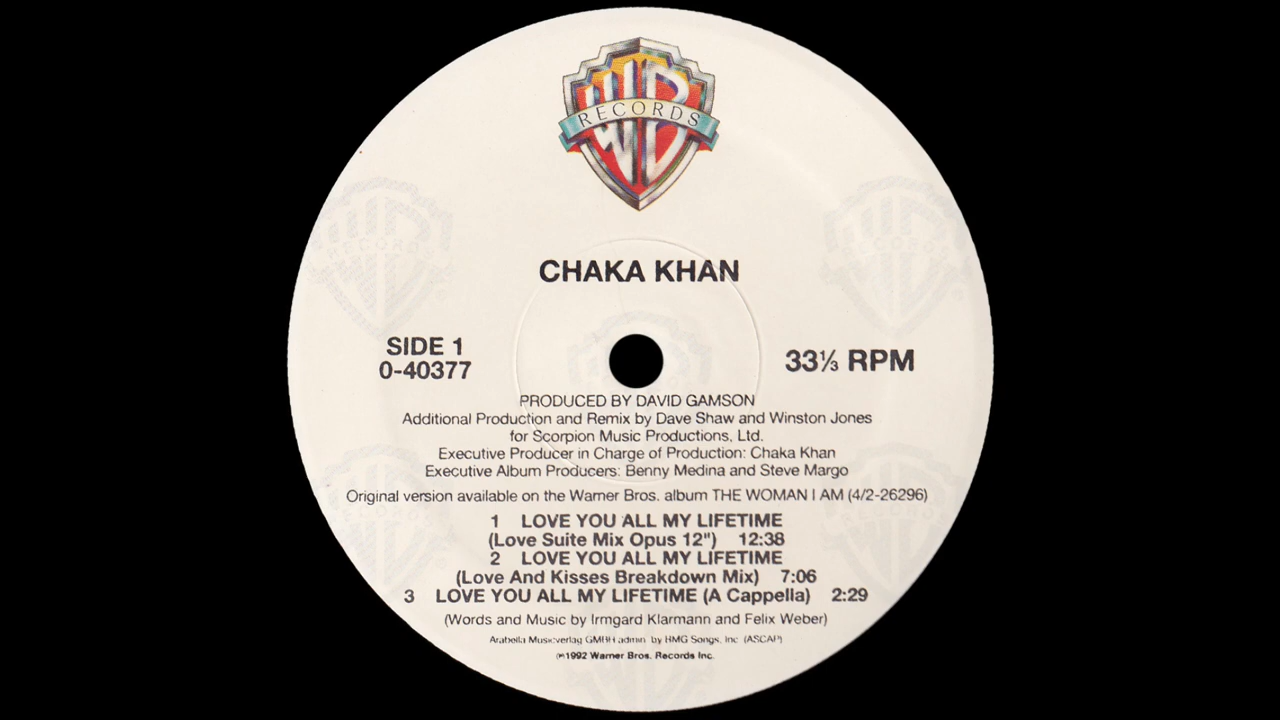 WB
RECORDS
CHAKA KHAN
SIDE 1
0-40377
33⅓ RPM
PRODUCED BY DAVID GAMSON
Additional Production and Remix by Dave Shaw and Winston Jones
for Scorpion Music Productions, Ltd.
Executive Producer in Charge of Production: Chaka Khan
Executive Album Producers: Benny Medina and Steve Margo
Original version available on the Warner Bros. album THE WOMAN I AM (4/2-26296)
1 LOVE YOU ALL MY LIFETIME
(Love Suite Mix Opus 12") 12:38
2 LOVE YOU ALL MY LIFETIME
(Love And Kisses Breakdown Mix) 7:06
3 LOVE YOU ALL MY LIFETIME (A Cappella) 2:29
(Words and Music by Irmgard Klarmann and Felix Weber)
Arabella Musicverlag GMBH admin. by HMG Songs, Inc. (ASCAP)
℗1992 Warner Bros. Records Inc.